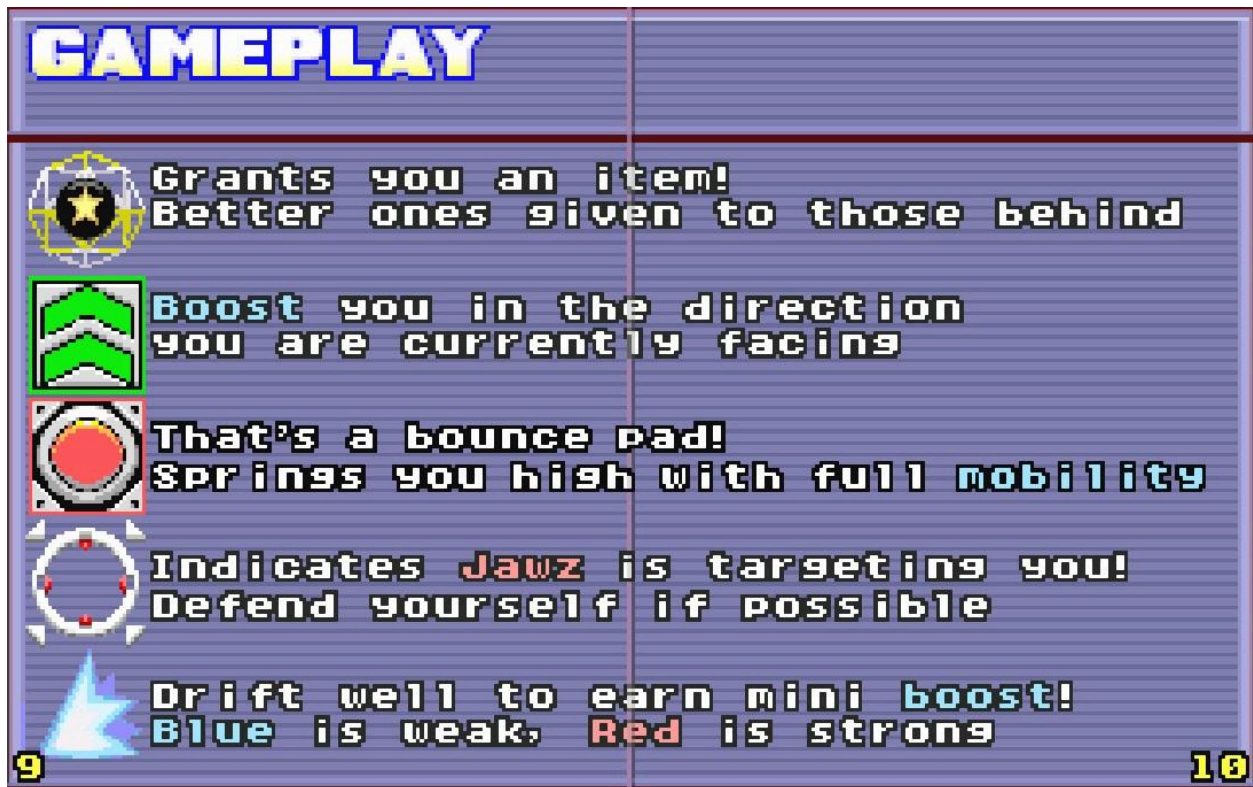 GAMEPLAY
Grants you an item!
Better ones given to those behind
Boost you in the direction
you are currently facing
That's a bounce pad!
Springs you high with full mobility
Indicates Jawz is targeting you!
Defend yourself if possible
Drift well to earn mini boost!
Blue is weak, Red is strong
9
10